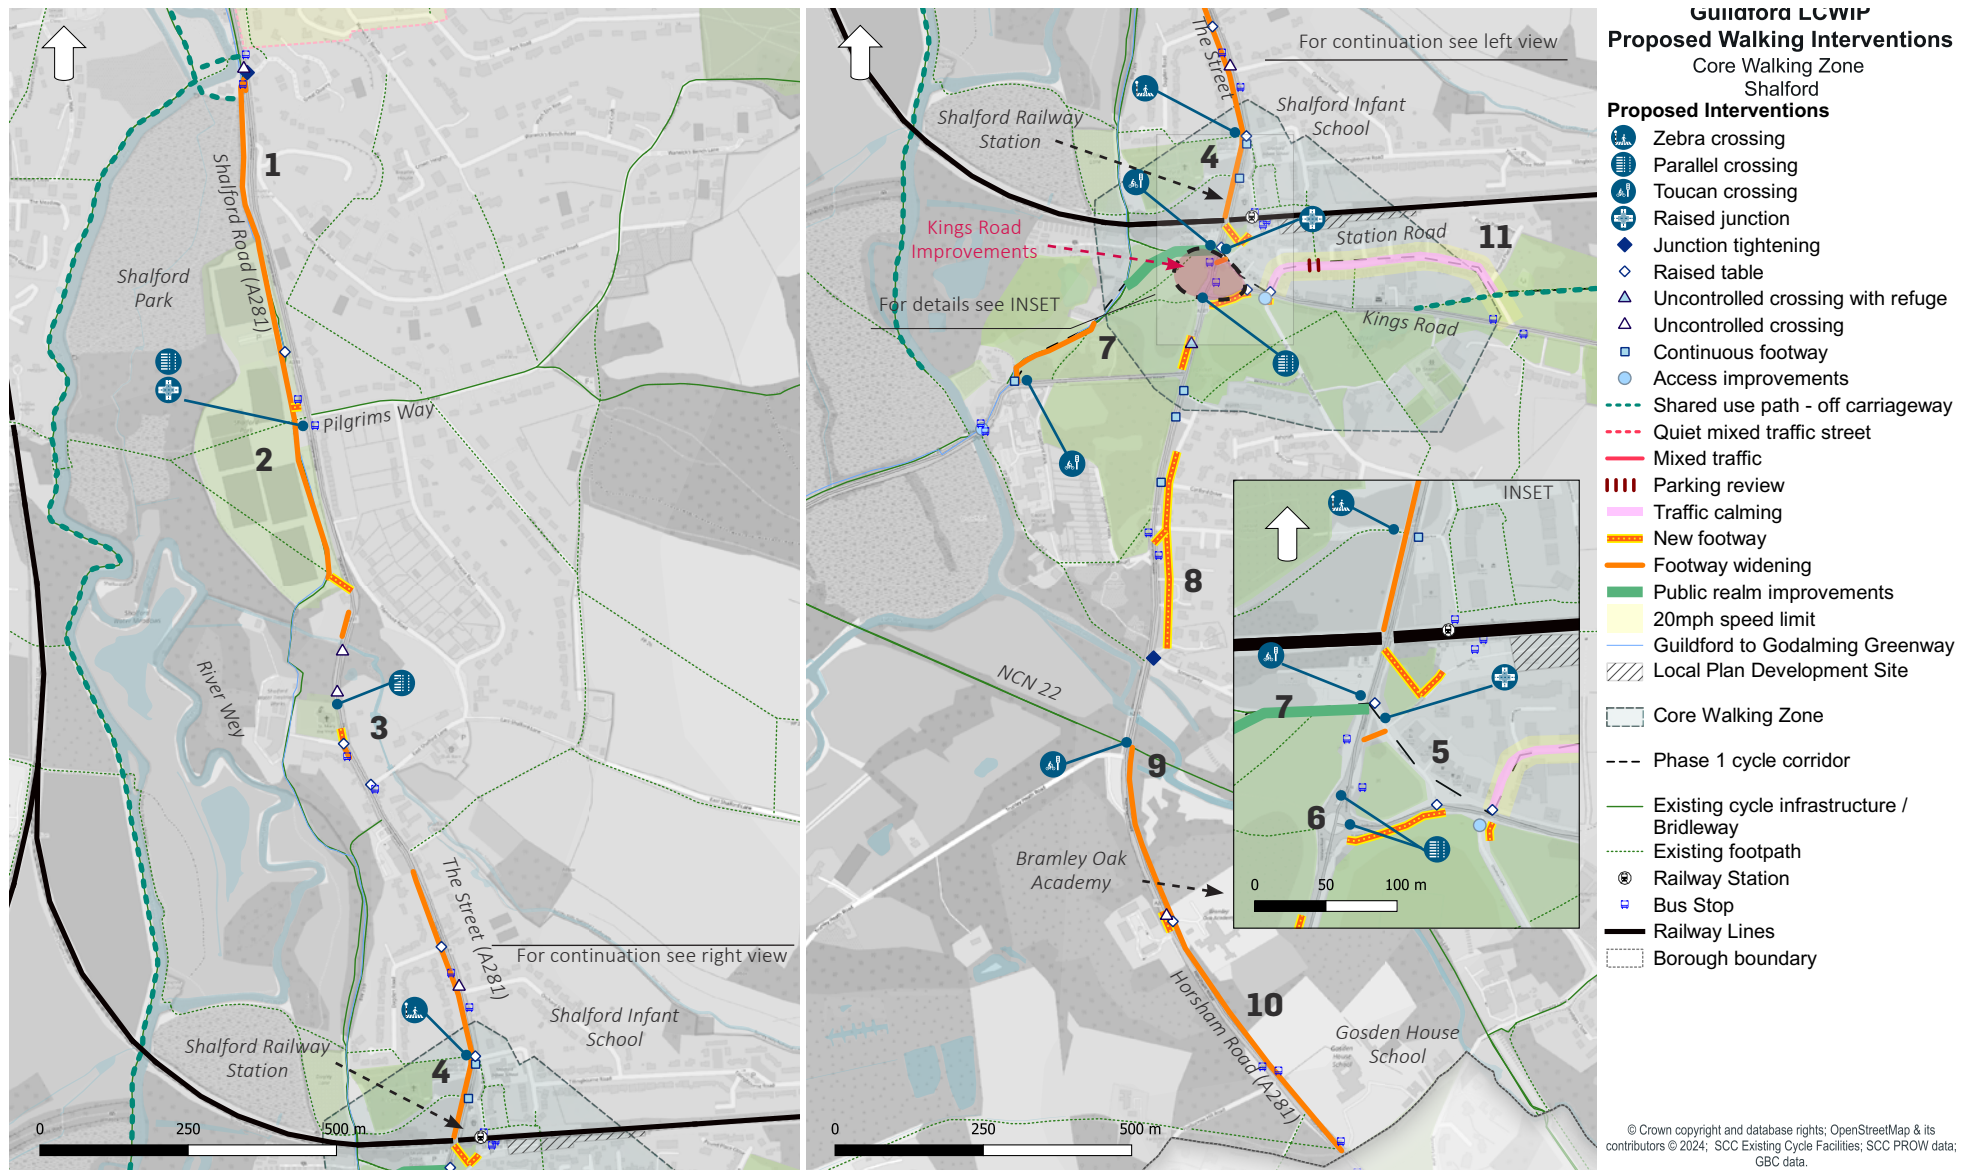 1
Shalford Road (A281)
Shalford
Park
Pilgrims Way
2
River Wey
3
The Street (A281)
For continuation see right view
Shalford Infant
School
Shalford Railway
Station
4
0
250
500 m
The Street
For continuation see left view
Shalford Railway
Station
Shalford Infant
School
4
Kings Road
Improvements
Station Road
11
For details see INSET
Kings Road
7
8
NCN 22
9
Bramley Oak
Academy
10
Horsham Road (A281)
Gosden House
School
0
250
500 m
INSET
7
5
6
0
50
100 m
Guildford LCWIP
Proposed Walking Interventions
Core Walking Zone
Shalford
Proposed Interventions
Zebra crossing
Parallel crossing
Toucan crossing
Raised junction
Junction tightening
Raised table
Uncontrolled crossing with refuge
Uncontrolled crossing
Continuous footway
Access improvements
Shared use path - off carriageway
Quiet mixed traffic street
Mixed traffic
Parking review
Traffic calming
New footway
Footway widening
Public realm improvements
20mph speed limit
Guildford to Godalming Greenway
Local Plan Development Site
Core Walking Zone
Phase 1 cycle corridor
Existing cycle infrastructure /
Bridleway
Existing footpath
Railway Station
Bus Stop
Railway Lines
Borough boundary
© Crown copyright and database rights; OpenStreetMap & its
contributors © 2024; SCC Existing Cycle Facilities; SCC PROW data;
GBC data.